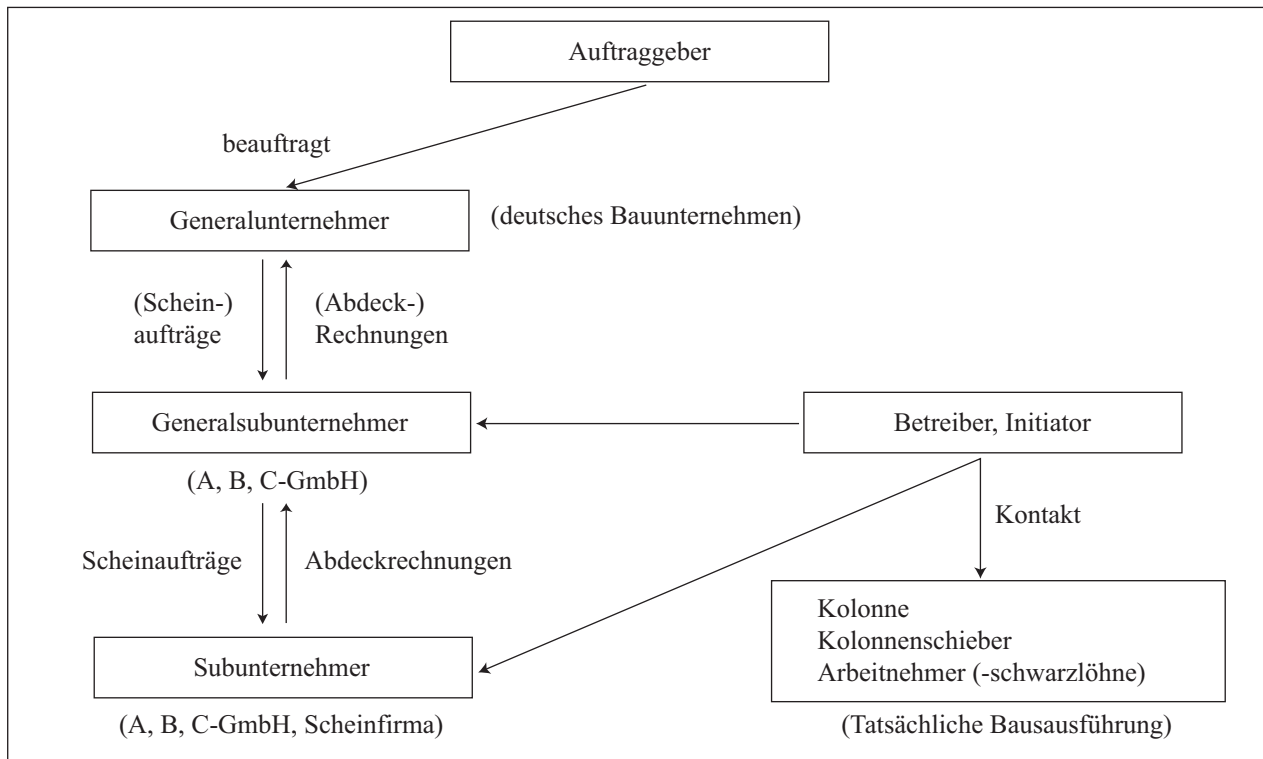 Auftraggeber
beauftragt
Generalunternehmer
(deutsches Bauunternehmen)
(Schein-)
aufträge
(Abdeck-)
Rechnungen
Generalsubunternehmer
Betreiber, Initiator
(A, B, C-GmbH)
Kontakt
Scheinaufträge
Abdeckrechnungen
Kolonne
Kolonnenschieber
Arbeitnehmer (-schwarzlöhne)
Subunternehmer
(A, B, C-GmbH, Scheinfirma)
(Tatsächliche Bausausführung)